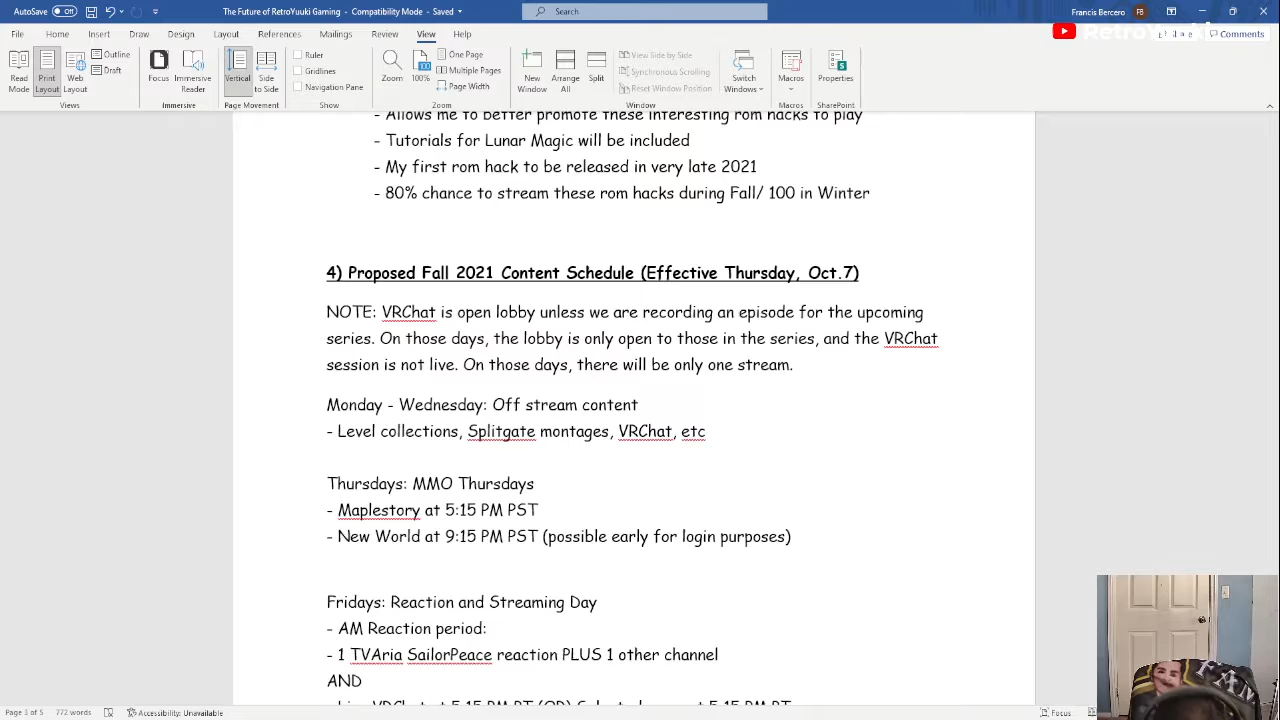 AutoSave Off The Future of RetroYuuki Gaming - Compatibility Mode - Saved Search Francis Bercero FB
File Home Insert Draw Design Layout References Mailings Review View Help Comments
Read Mode
Print Layout
Web Layout
Outline
Draft
Views
Focus
Immersive Reader
Immersive
Vertical
Side to Side
Page Movement
Ruler
Gridlines
Navigation Pane
Show
Zoom
100
100%
One Page
Multiple Pages
Page Width
Zoom
New Window
Arrange All
Split
View Side by Side
Synchronous Scrolling
Reset Window Position
Window
Switch Windows
Macros
Macros
Properties
SharePoint
- Allows me to better promote these interesting rom hacks to play
- Tutorials for Lunar Magic will be included
- My first rom hack to be released in very late 2021
- 80% chance to stream these rom hacks during Fall/ 100 in Winter
4) Proposed Fall 2021 Content Schedule (Effective Thursday, Oct.7)
NOTE: VRChat is open lobby unless we are recording an episode for the upcoming
series. On those days, the lobby is only open to those in the series, and the VRChat
session is not live. On those days, there will be only one stream.
Monday - Wednesday: Off stream content
- Level collections, Splitgate montages, VRChat, etc
Thursdays: MMO Thursdays
- Maplestory at 5:15 PM PST
- New World at 9:15 PM PST (possible early for login purposes)
Fridays: Reaction and Streaming Day
- AM Reaction period:
- 1 TVAria SailorPeace reaction PLUS 1 other channel
AND
Page 3 of 5 772 words Accessibility: Unavailable Focus